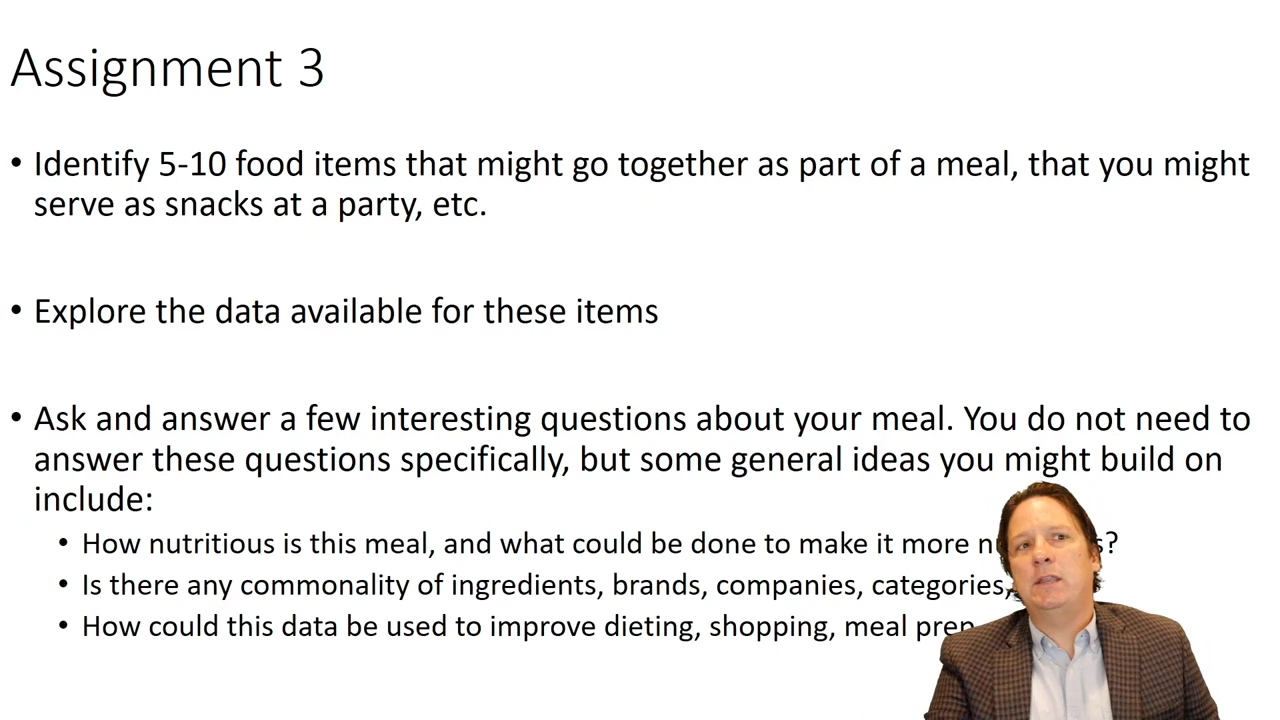 Assignment 3
• Identify 5-10 food items that might go together as part of a meal, that you might
serve as snacks at a party, etc.
• Explore the data available for these items
• Ask and answer a few interesting questions about your meal. You do not need to
answer these questions specifically, but some general ideas you might build on
include:
• How nutritious is this meal, and what could be done to make it more
• Is there any commonality of ingredients, brands, companies, categories,
• How could this data be used to improve dieting, shopping, meal prep